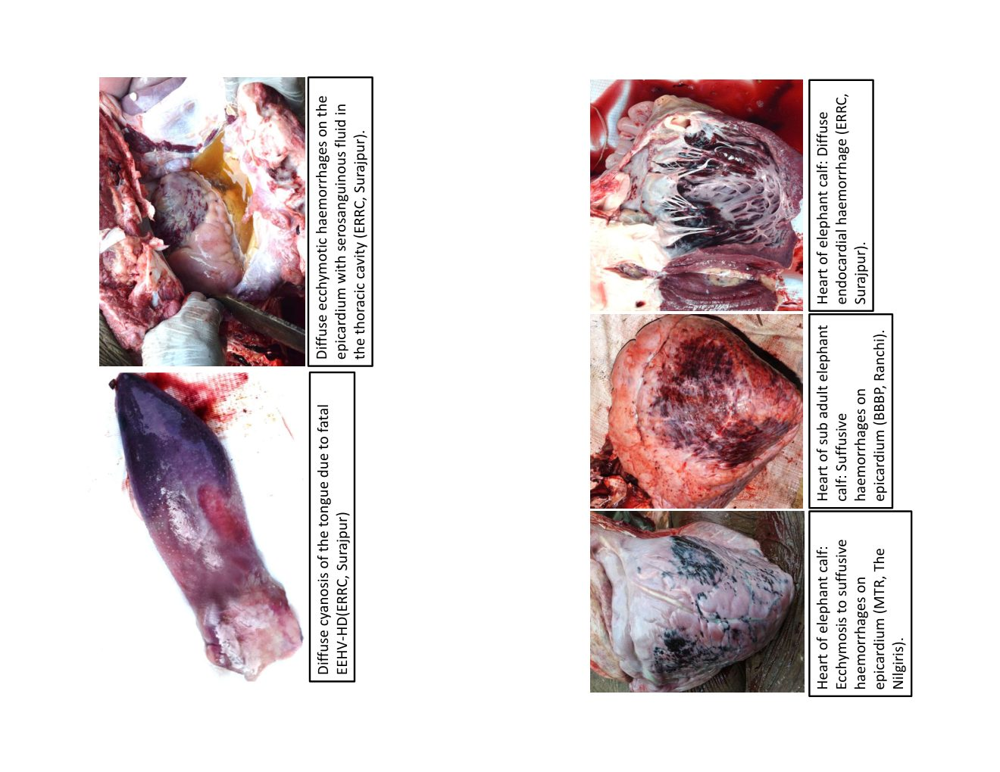 Diffuse cyanosis of the tongue due to fatal
EEHV-HD(ERRC, Surajpur)
Diffuse ecchymotic haemorrhages on the
epicardium with serosanguinous fluid in
the thoracic cavity (ERRC, Surajpur).
Heart of elephant calf:
Ecchymosis to suffusive
haemorrhages on
epicardium (MTR, The
Nilgiris).
Heart of sub adult elephant
calf: Suffusive
haemorrhages on
epicardium (BBBP, Ranchi).
Heart of elephant calf: Diffuse
endocardial haemorrhage (ERRC,
Surajpur).